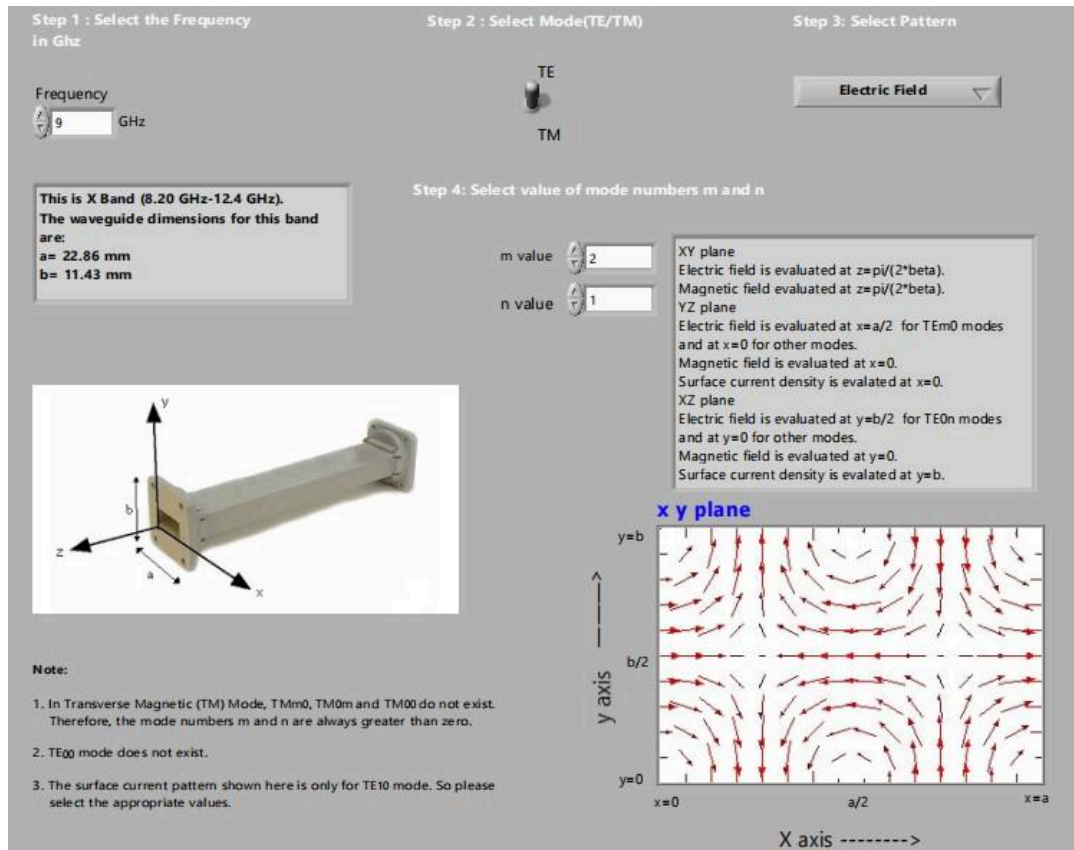 Step 1 : Select the Frequency
in Ghz
Step 2 : Select Mode(TE/TM)
Step 3: Select Pattern
Frequency
9
GHz
TE
TM
Electric Field
This is X Band (8.20 GHz-12.4 GHz).
The waveguide dimensions for this band
are:
a= 22.86 mm
b= 11.43 mm
Step 4: Select value of mode numbers m and n
m value
2
n value
1
XY plane
Electric field is evaluated at z=pi/(2*beta).
Magnetic field evaluated at z=pi/(2*beta).
YZ plane
Electric field is evaluated at x=a/2 for TEm0 modes
and at x=0 for other modes.
Magnetic field is evaluated at x=0.
Surface current density is evalated at x=0.
XZ plane
Electric field is evaluated at y=b/2 for TE0n modes
and at y=0 for other modes.
Magnetic field is evaluated at y=0.
Surface current density is evalated at y=b.
y
b
z
a
x
x y plane
y=b
b/2
y=0
y axis ------>
x=0
a/2
x=a
X axis -------->
Note:
1. In Transverse Magnetic (TM) Mode, TMm0, TM0m and TM00 do not exist.
Therefore, the mode numbers m and n are always greater than zero.
2. TE00 mode does not exist.
3. The surface current pattern shown here is only for TE10 mode. So please
select the appropriate values.